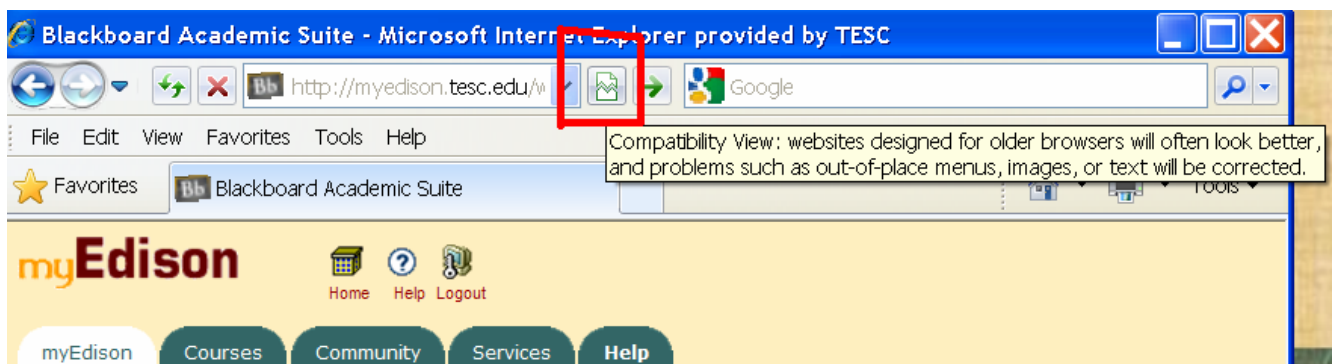 Blackboard Academic Suite - Microsoft Internet Explorer provided by TESC
Bb http://myedison.tesc.edu/w Google
File Edit View Favorites Tools Help
Compatibility View: websites designed for older browsers will often look better,
and problems such as out-of-place menus, images, or text will be corrected.
Favorites Bb Blackboard Academic Suite Tools
myEdison
Home Help Logout
myEdison Courses Community Services Help